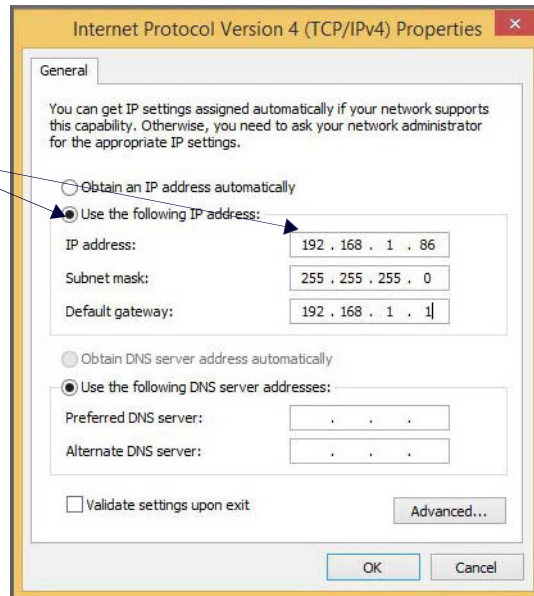 Internet Protocol Version 4 (TCP/IPv4) Properties
General
You can get IP settings assigned automatically if your network supports
this capability. Otherwise, you need to ask your network administrator
for the appropriate IP settings.
Obtain an IP address automatically
Use the following IP address:
IP address: 192 . 168 . 1 . 86
Subnet mask: 255 . 255 . 255 . 0
Default gateway: 192 . 168 . 1 . 1
Obtain DNS server address automatically
Use the following DNS server addresses:
Preferred DNS server: . . .
Alternate DNS server: . . .
Validate settings upon exit
Advanced...
OK Cancel